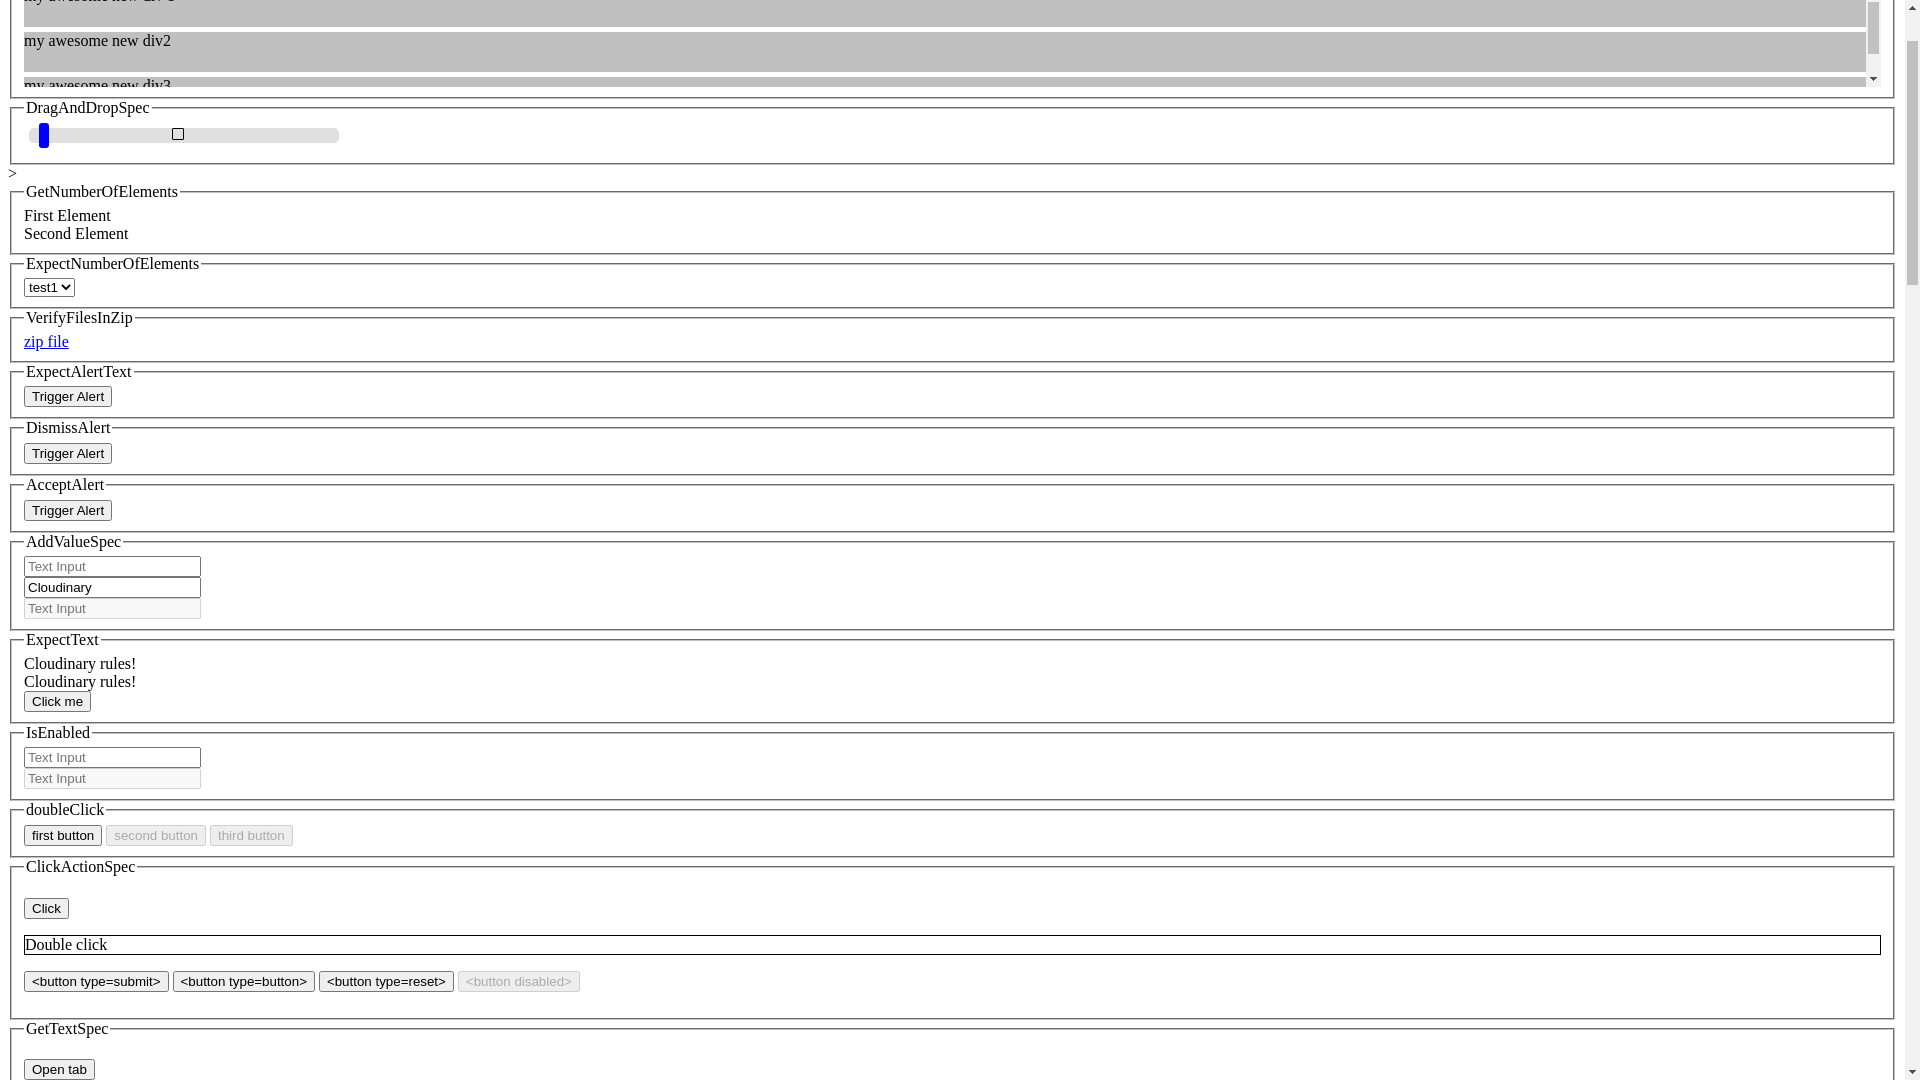 my awesome new div2
my awesome new div3
DragAndDropSpec
>
GetNumberOfElements
First Element
Second Element
ExpectNumberOfElements
test1
VerifyFilesInZip
zip file
ExpectAlertText
Trigger Alert
DismissAlert
Trigger Alert
AcceptAlert
Trigger Alert
AddValueSpec
Text Input
Cloudinary
Text Input
ExpectText
Cloudinary rules!
Cloudinary rules!
Click me
IsEnabled
Text Input
Text Input
doubleClick
first button second button third button
ClickActionSpec
Click
Double click
<button type=submit> <button type=button> <button type=reset> <button disabled>
GetTextSpec
Open tab